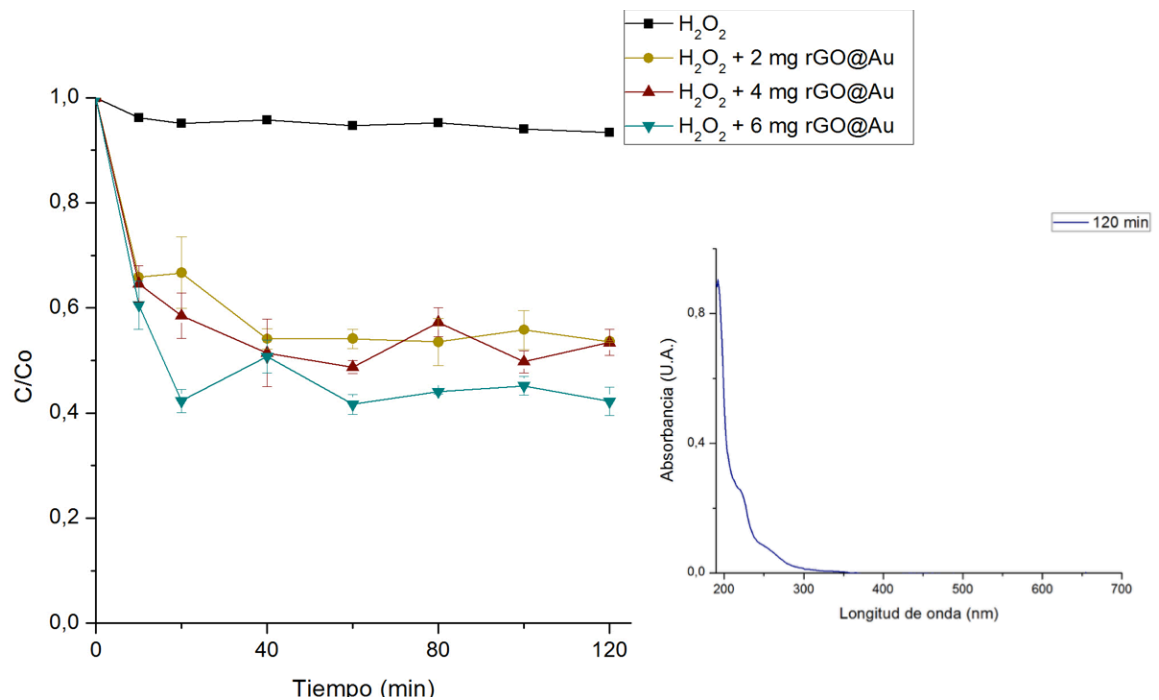 H₂O₂
H₂O₂ + 2 mg rGO@Au
H₂O₂ + 4 mg rGO@Au
H₂O₂ + 6 mg rGO@Au
1,0
0,8
0,6
0,4
0,2
0,0
C/Co
0
40
80
120
Tiempo (min)
120 min
0,8
0,4
0,0
Absorbancia (U.A.)
200
300
400
500
600
700
Longitud de onda (nm)